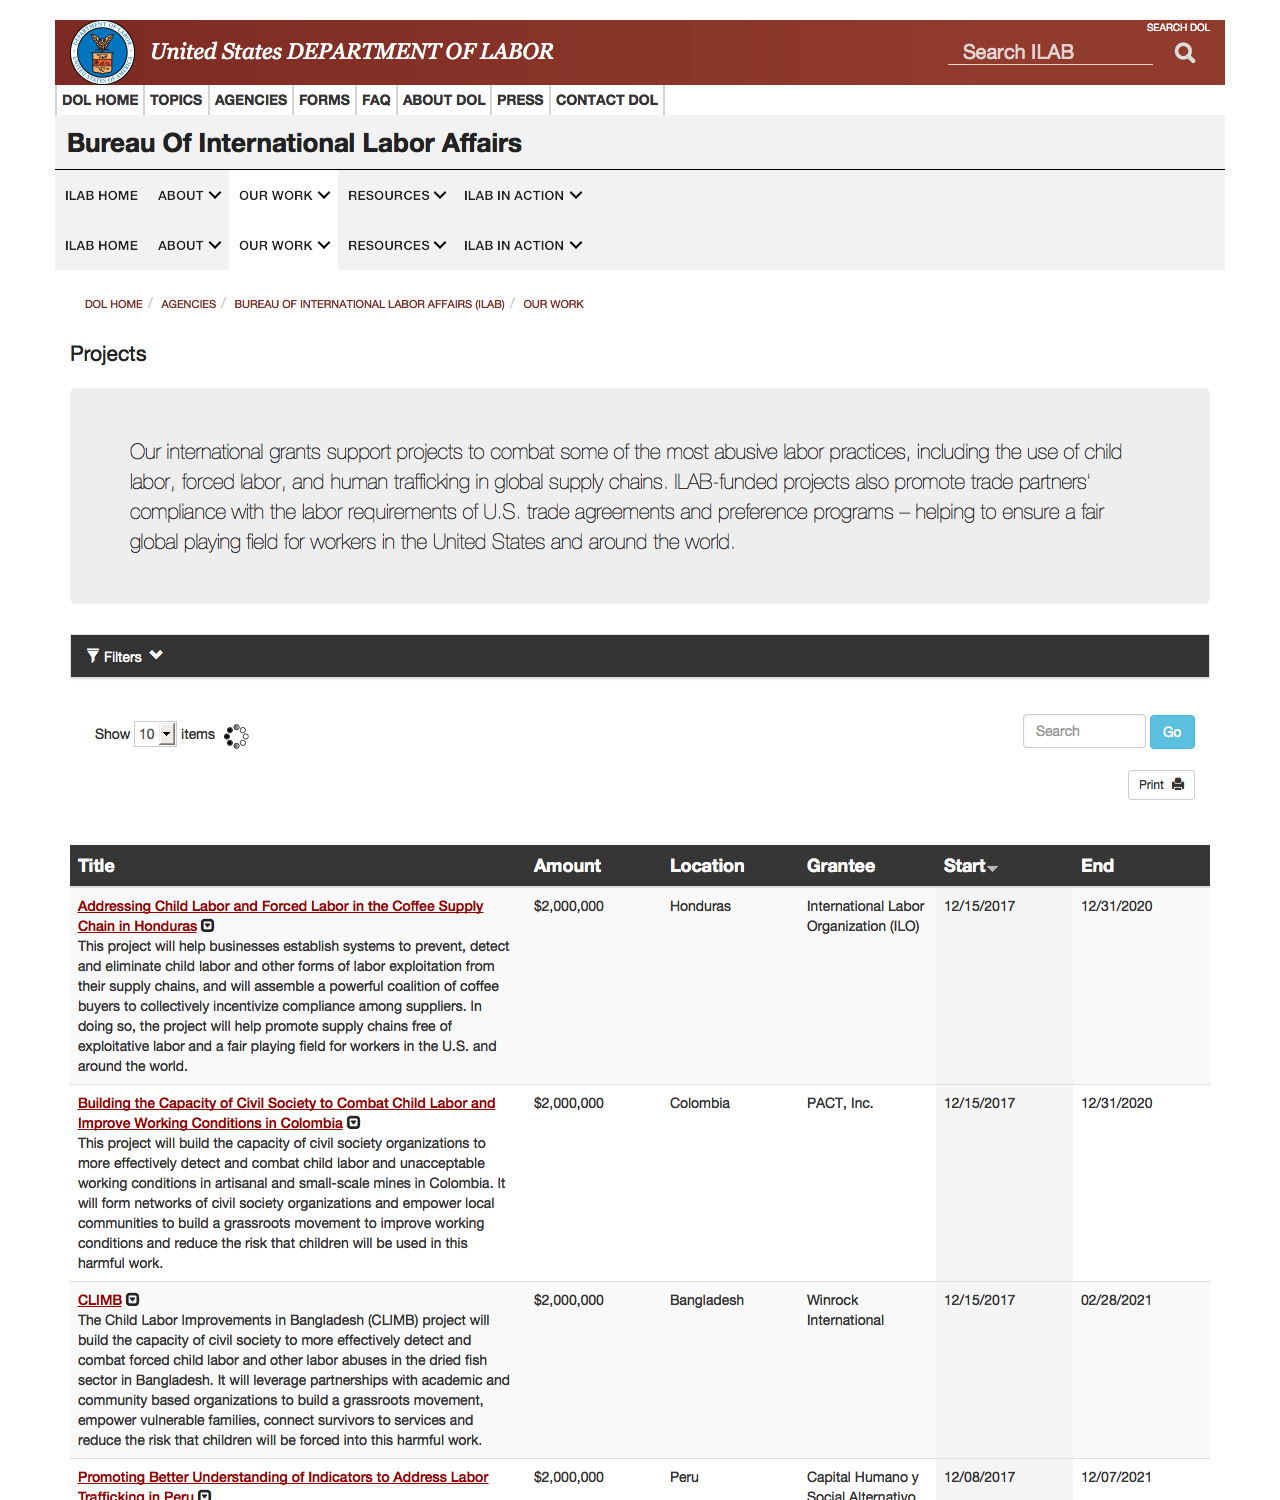 SEARCH DOL
United States DEPARTMENT OF LABOR
Search ILAB
DOL HOME TOPICS AGENCIES FORMS FAQ ABOUT DOL PRESS CONTACT DOL
Bureau Of International Labor Affairs
ILAB HOME ABOUT OUR WORK RESOURCES ILAB IN ACTION
ILAB HOME ABOUT OUR WORK RESOURCES ILAB IN ACTION
DOL HOME / AGENCIES / BUREAU OF INTERNATIONAL LABOR AFFAIRS (ILAB) / OUR WORK
Projects
Our international grants support projects to combat some of the most abusive labor practices, including the use of child
labor, forced labor, and human trafficking in global supply chains. ILAB-funded projects also promote trade partners'
compliance with the labor requirements of U.S. trade agreements and preference programs – helping to ensure a fair
global playing field for workers in the United States and around the world.
Filters
Show 10 items
Search Go
Print
Title Amount Location Grantee Start End
Addressing Child Labor and Forced Labor in the Coffee Supply $2,000,000 Honduras International Labor 12/15/2017 12/31/2020
Chain in Honduras Organization (ILO)
This project will help businesses establish systems to prevent, detect
and eliminate child labor and other forms of labor exploitation from
their supply chains, and will assemble a powerful coalition of coffee
buyers to collectively incentivize compliance among suppliers. In
doing so, the project will help promote supply chains free of
exploitative labor and a fair playing field for workers in the U.S. and
around the world.
Building the Capacity of Civil Society to Combat Child Labor and $2,000,000 Colombia PACT, Inc. 12/15/2017 12/31/2020
Improve Working Conditions in Colombia
This project will build the capacity of civil society organizations to
more effectively detect and combat child labor and unacceptable
working conditions in artisanal and small-scale mines in Colombia. It
will form networks of civil society organizations and empower local
communities to build a grassroots movement to improve working
conditions and reduce the risk that children will be used in this
harmful work.
CLIMB $2,000,000 Bangladesh Winrock 12/15/2017 02/28/2021
International
The Child Labor Improvements in Bangladesh (CLIMB) project will
build the capacity of civil society to more effectively detect and
combat forced child labor and other labor abuses in the dried fish
sector in Bangladesh. It will leverage partnerships with academic and
community based organizations to build a grassroots movement,
empower vulnerable families, connect survivors to services and
reduce the risk that children will be forced into this harmful work.
Promoting Better Understanding of Indicators to Address Labor $2,000,000 Peru Capital Humano y 12/08/2017 12/07/2021
Trafficking in Peru Social Alternativo